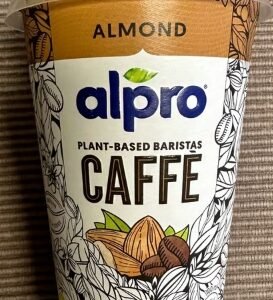 ALMOND
alpro
PLANT-BASED BARISTAS
CAFFÈ